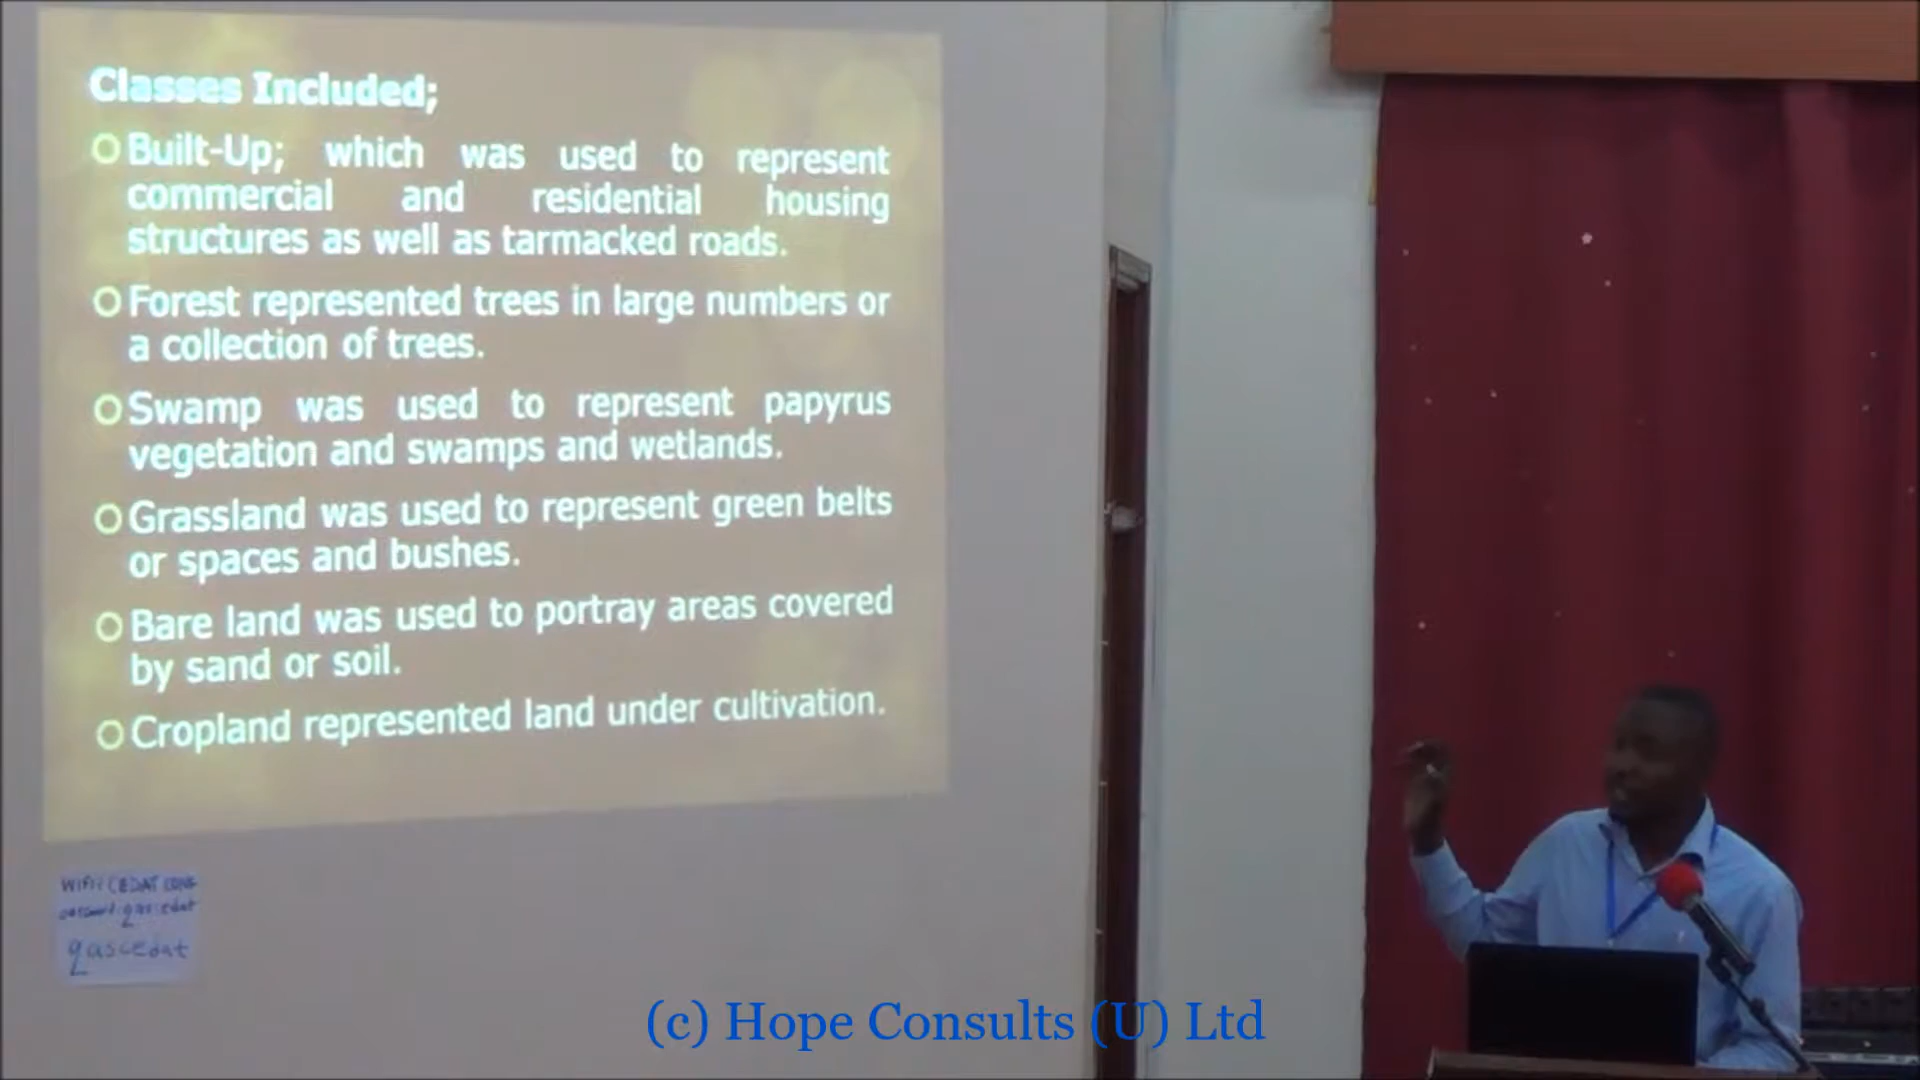 Classes Included;
Built-Up; which was used to represent
commercial and residential housing
structures as well as tarmacked roads.
Forest represented trees in large numbers or
a collection of trees.
Swamp was used to represent papyrus
vegetation and swamps and wetlands.
Grassland was used to represent green belts
or spaces and bushes.
Bare land was used to portray areas covered
by sand or soil.
Cropland represented land under cultivation.
WIFI: CEDAT
qascedat
(c) Hope Consults (U) Ltd